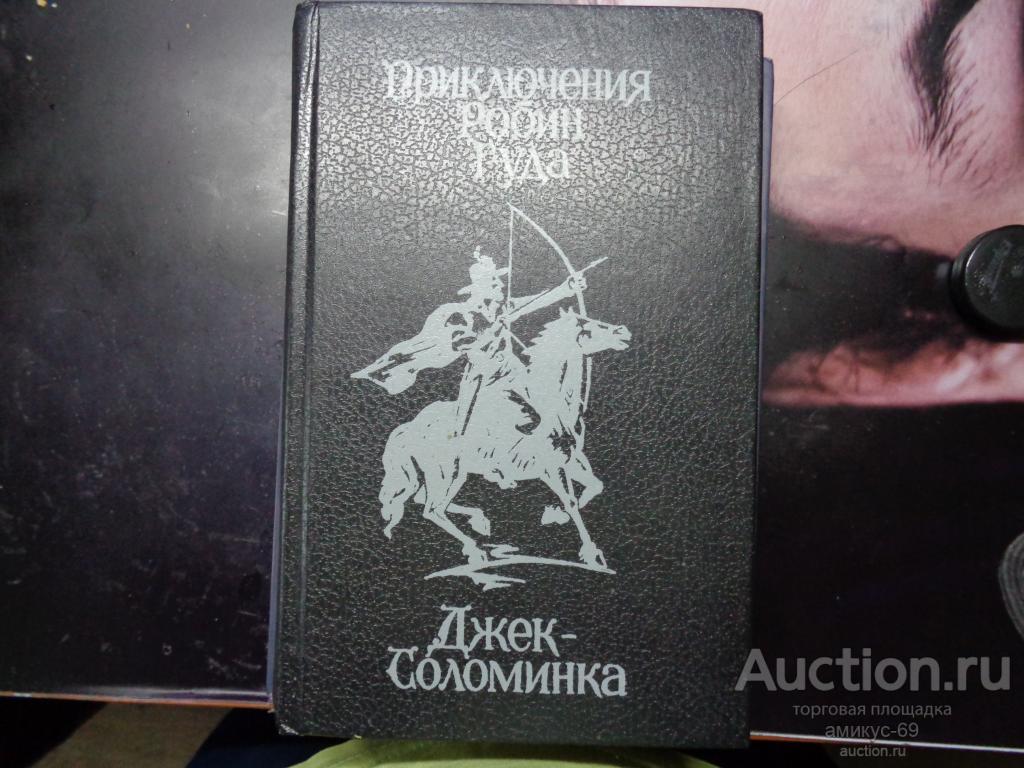 Приключения
Робин
Гуда
Джек-
Соломинка
Auction.ru
торговая площадка
амикус-69
auction.ru